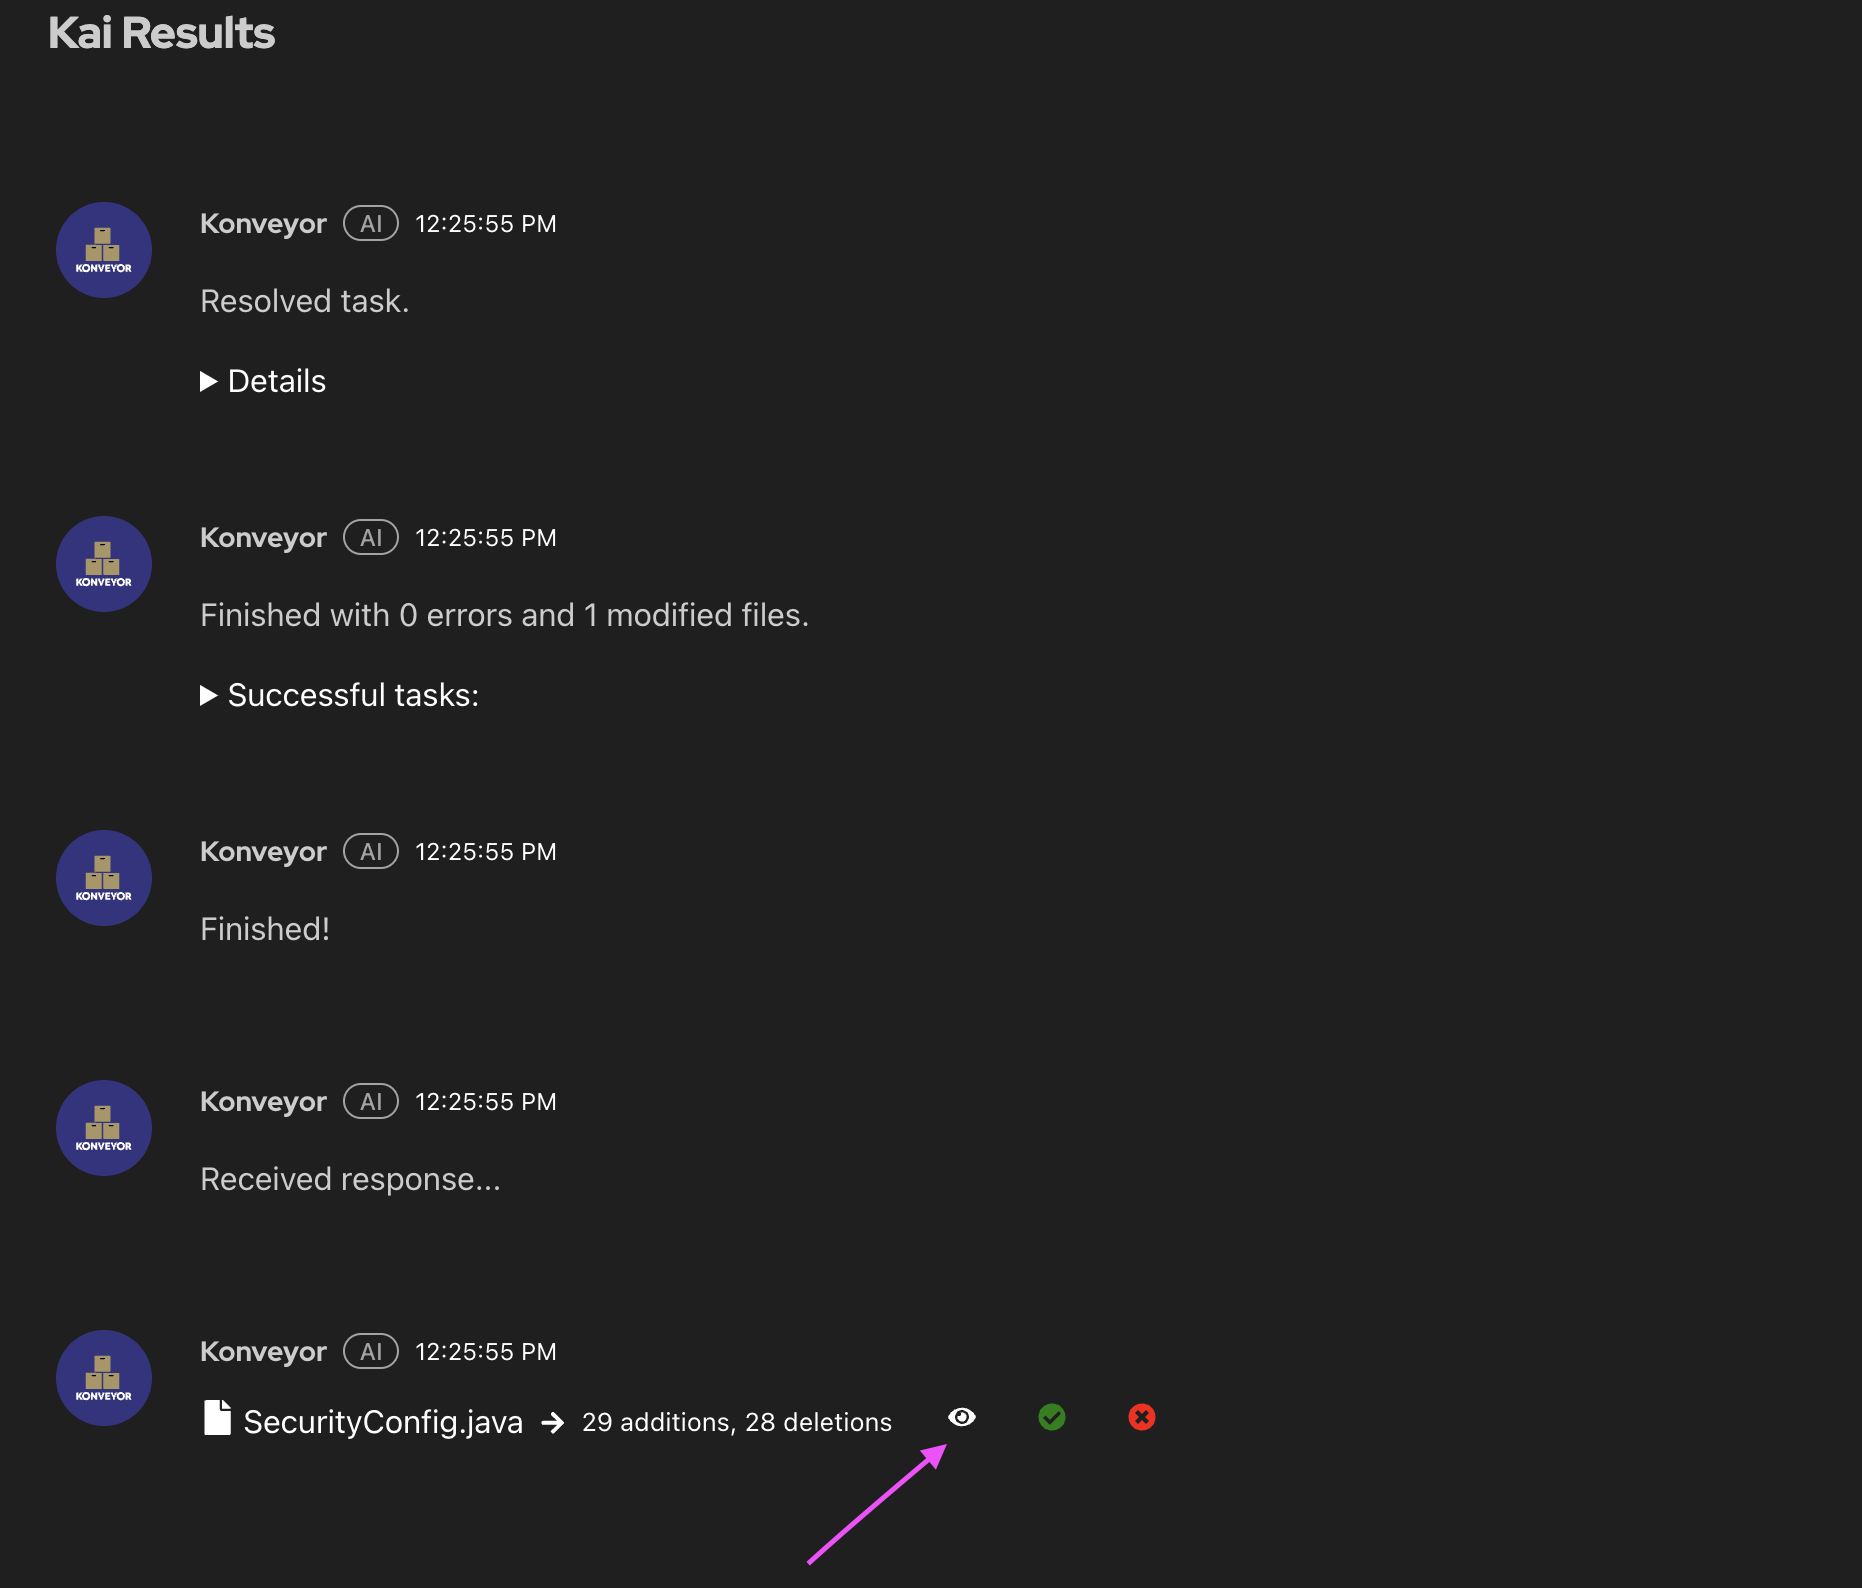 Kai Results
Konveyor AI 12:25:55 PM
KONVEYOR
Resolved task.
Details
Konveyor AI 12:25:55 PM
KONVEYOR
Finished with 0 errors and 1 modified files.
Successful tasks:
Konveyor AI 12:25:55 PM
KONVEYOR
Finished!
Konveyor AI 12:25:55 PM
KONVEYOR
Received response...
Konveyor AI 12:25:55 PM
KONVEYOR
SecurityConfig.java → 29 additions, 28 deletions